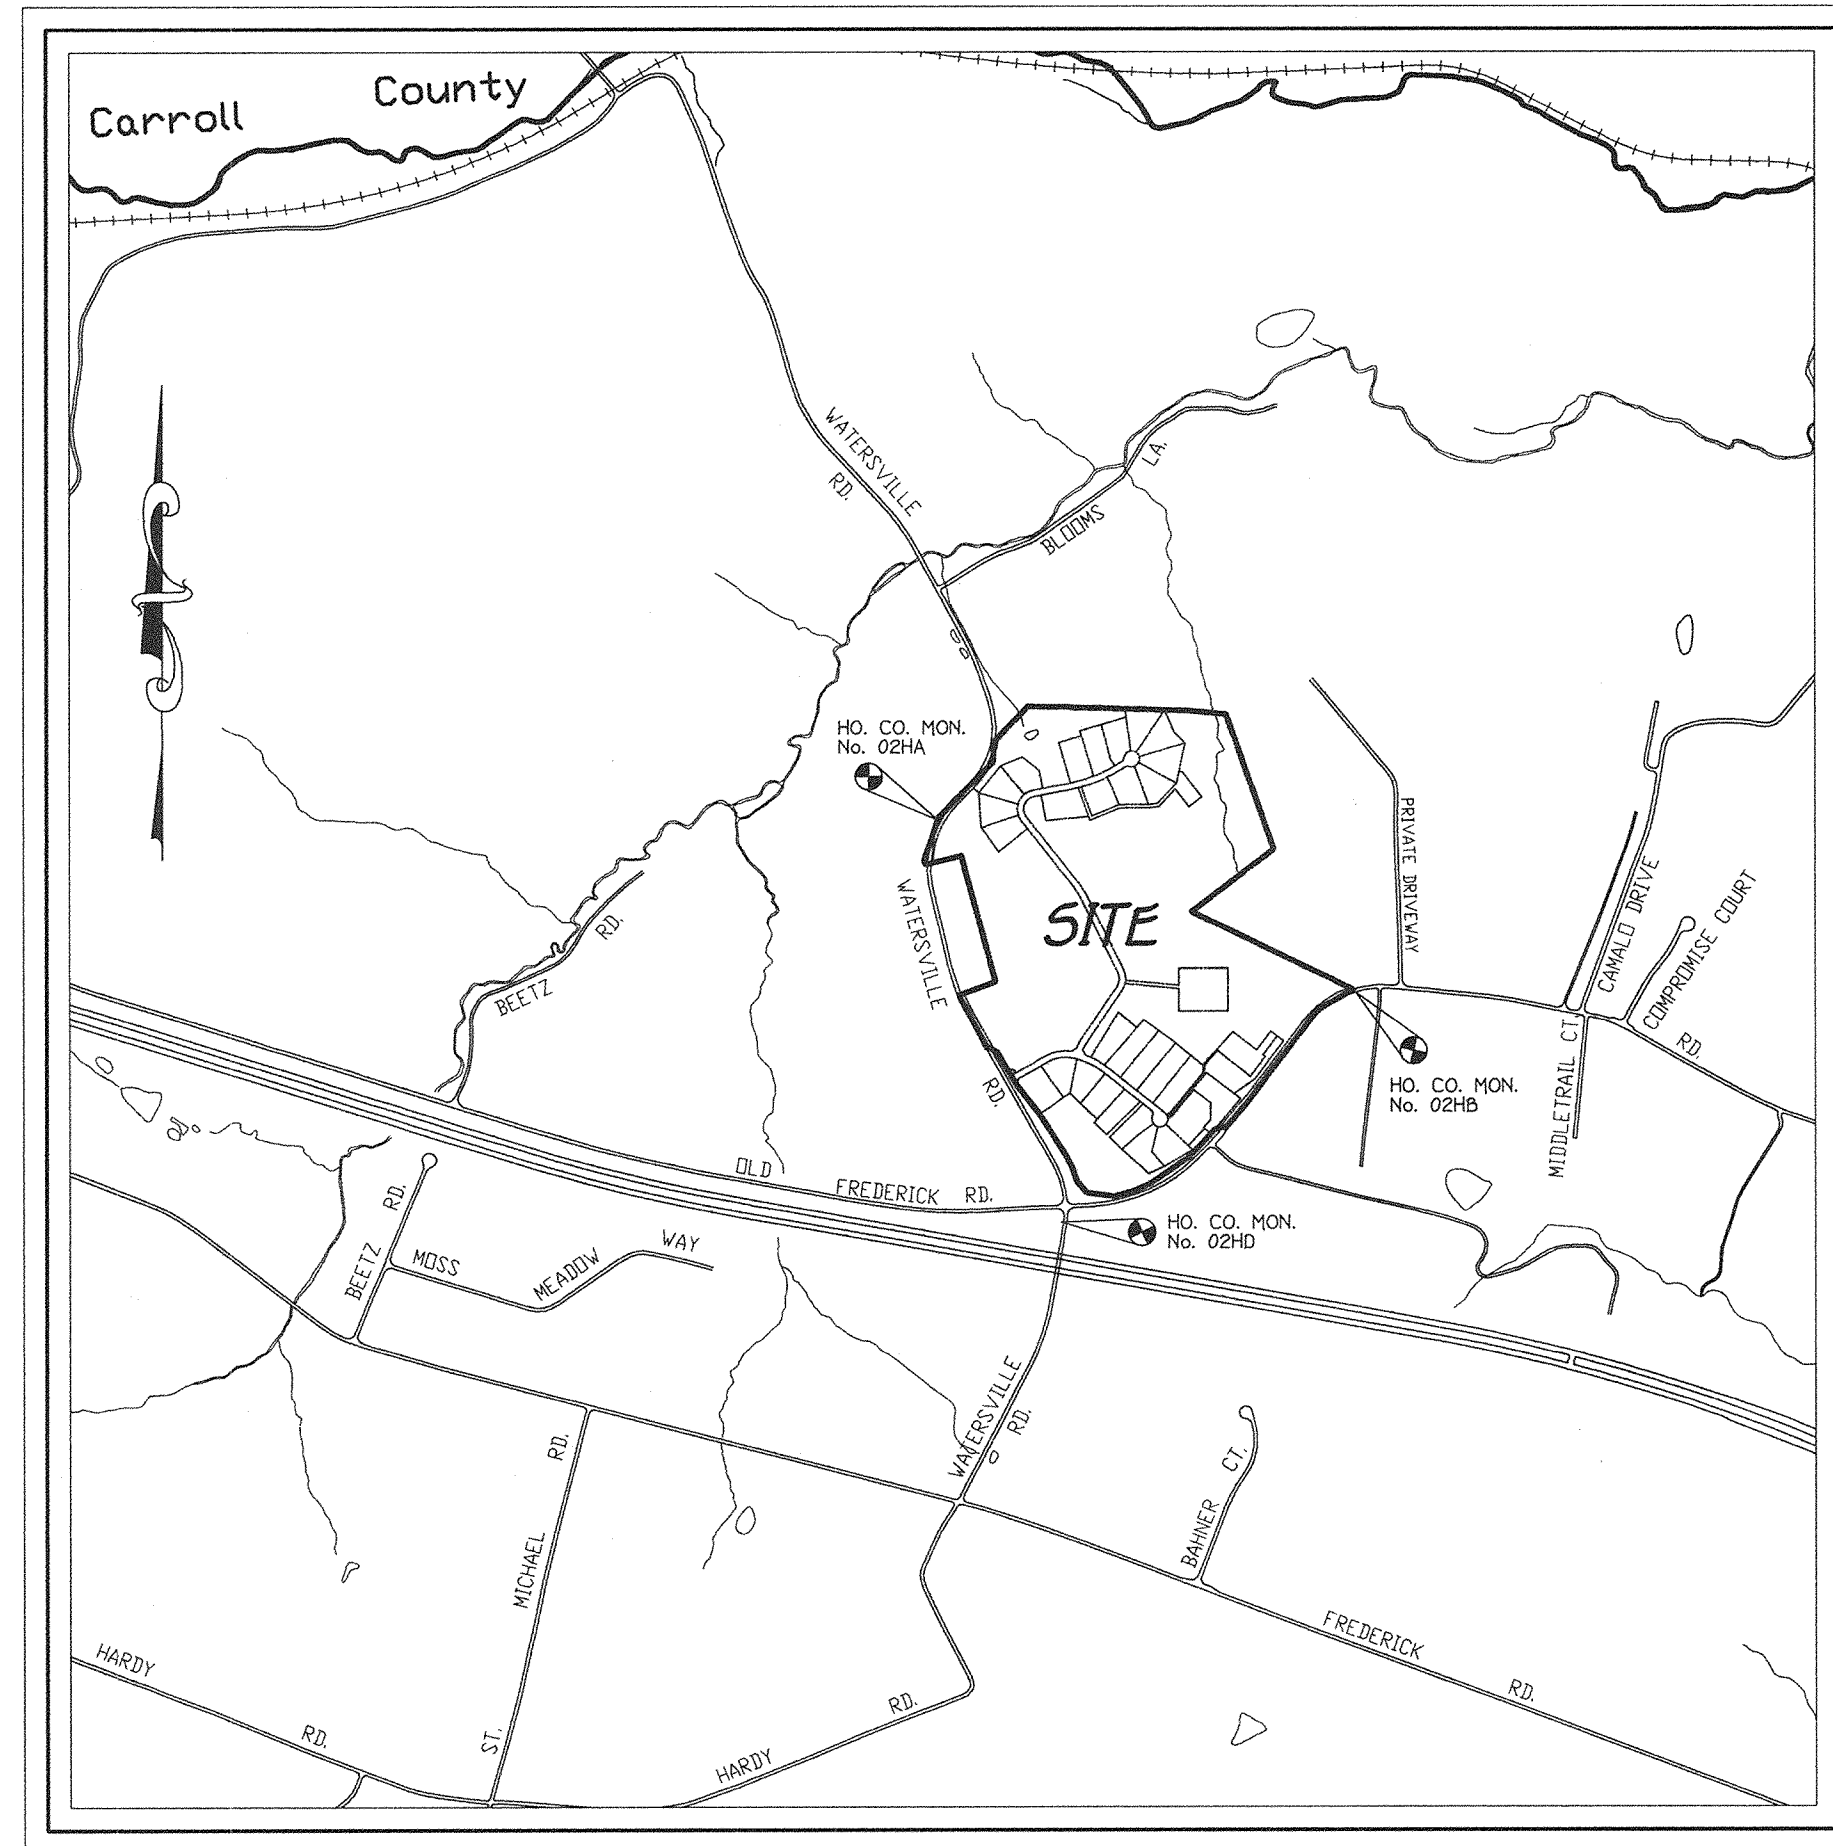 Carroll County
WATERSVILLE
RD.
BLOOMS LA.
HO. CO. MON.
No. 02HA
PRIVATE DRIVEWAY
WATERSVILLE
RD.
SITE
BEETZ RD.
CAMALO DRIVE
COMPROMISE COURT
RD.
MIDDLETRAIL CT.
HO. CO. MON.
No. 02HB
OLD FREDERICK RD.
HO. CO. MON.
No. 02HD
BEETZ RD.
MOSS MEADOW WAY
WATERSVILLE
RD.
BAHNER CT.
ST. MICHAEL RD.
FREDERICK RD.
HARDY RD.
HARDY RD.